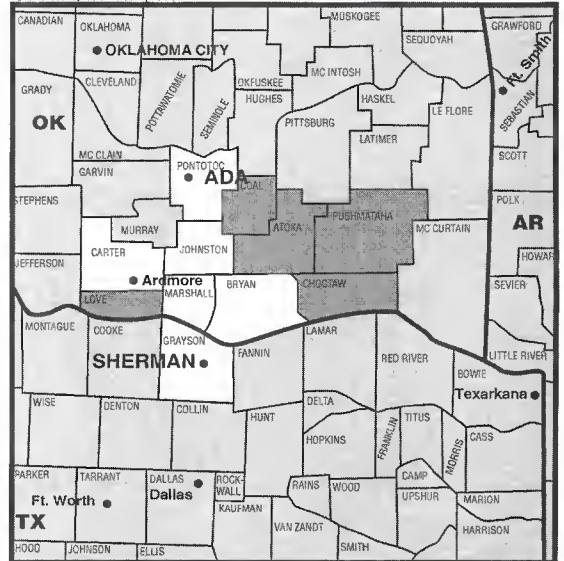 CANADIAN
OKLAHOMA
OKLAHOMA CITY
MUSKOGEE
SEQUOYAH
CRAWFORD
Ft. Smith
CLEVELAND
GRADY
POTTAWATOMIE
SEMINOLE
OKFUSKEE
HUGHES
MC INTOSH
HASKEL
LE FLORE
SEBASTIAN
OK
PITTSBURG
LATIMER
SCOTT
MC CLAIN
GARVIN
PONTOTOC
ADA
COAL
STEPHENS
MURRAY
ATOKA
PUSHMATAHA
MC CURTAIN
POLK
AR
CARTER
JOHNSTON
HOWAR
JEFFERSON
Ardmore
MARSHALL
BRYAN
CHOCTAW
SEVIER
LOVE
MONTAGUE
COOKE
GRAYSON
LAMAR
SHERMAN
FANNIN
RED RIVER
BOWIE
LITTLE RIVER
Texarkana
WISE
DENTON
COLLIN
HUNT
DELTA
HOPKINS
FRANKLIN
TITUS
MORRIS
CASS
PARKER
TARRANT
DALLAS
ROCK-
WALL
RAINS
WOOD
CAMP
UPSHUR
MARION
Ft. Worth
Dallas
KAUFMAN
TX
VAN ZANDT
SMITH
HARRISON
HOOD
JOHNSON
ELLIS